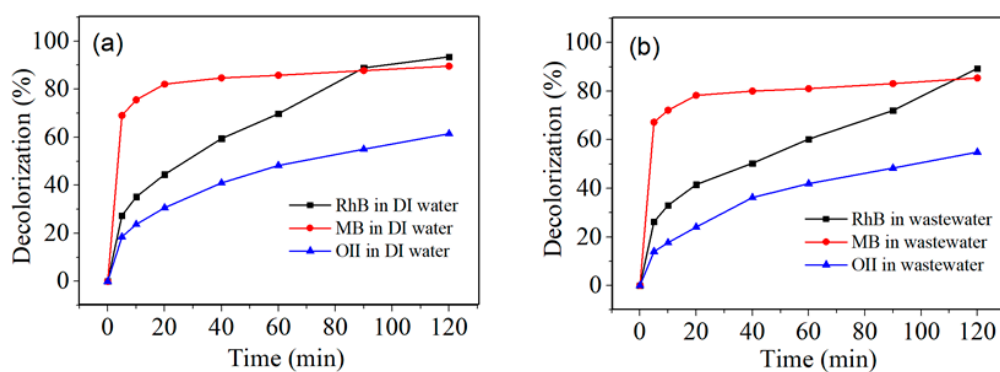 (a)
Decolorization (%)
100
80
60
40
20
0
RhB in DI water
MB in DI water
OII in DI water
0 20 40 60 80 100 120
Time (min)
(b)
Decolorization (%)
100
80
60
40
20
0
RhB in wastewater
MB in wastewater
OII in wastewater
0 20 40 60 80 100 120
Time (min)